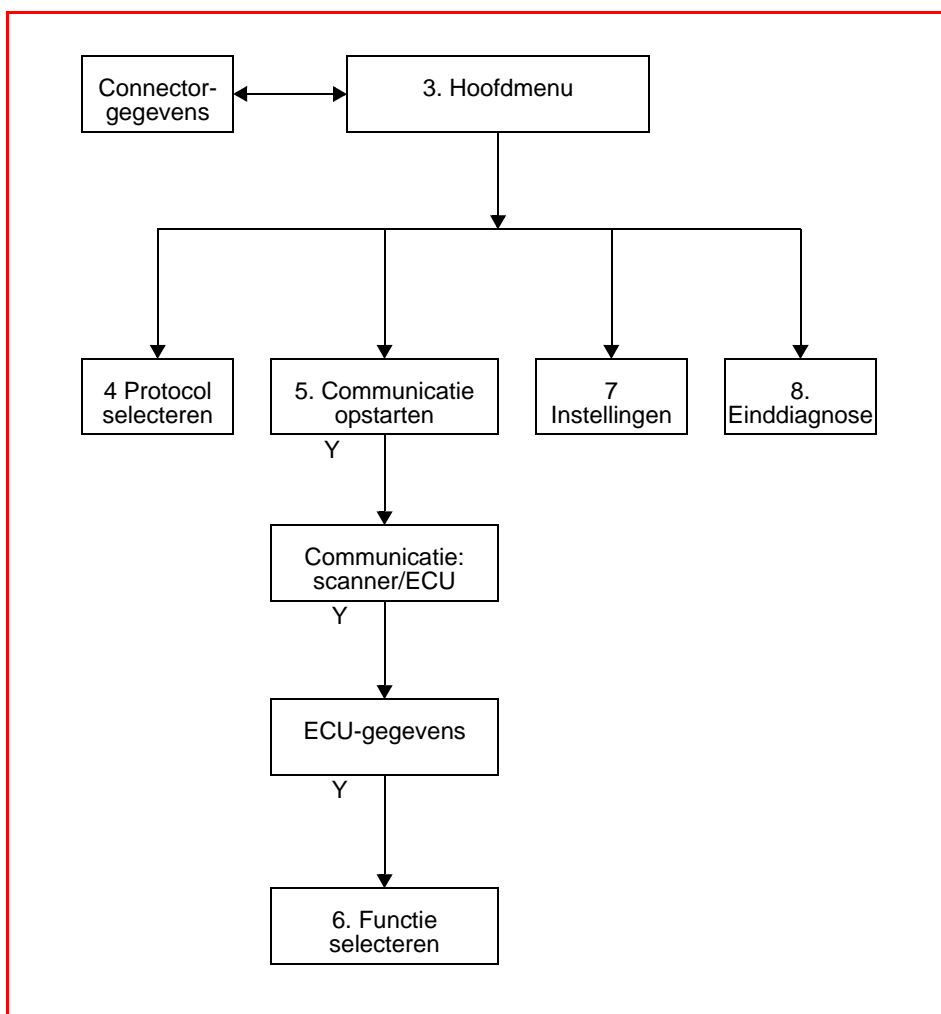 Connector-
gegevens
3. Hoofdmenu
4 Protocol
selecteren
5. Communicatie
opstarten
7
Instellingen
8.
Einddiagnose
Y
Communicatie:
scanner/ECU
Y
ECU-gegevens
Y
6. Functie
selecteren